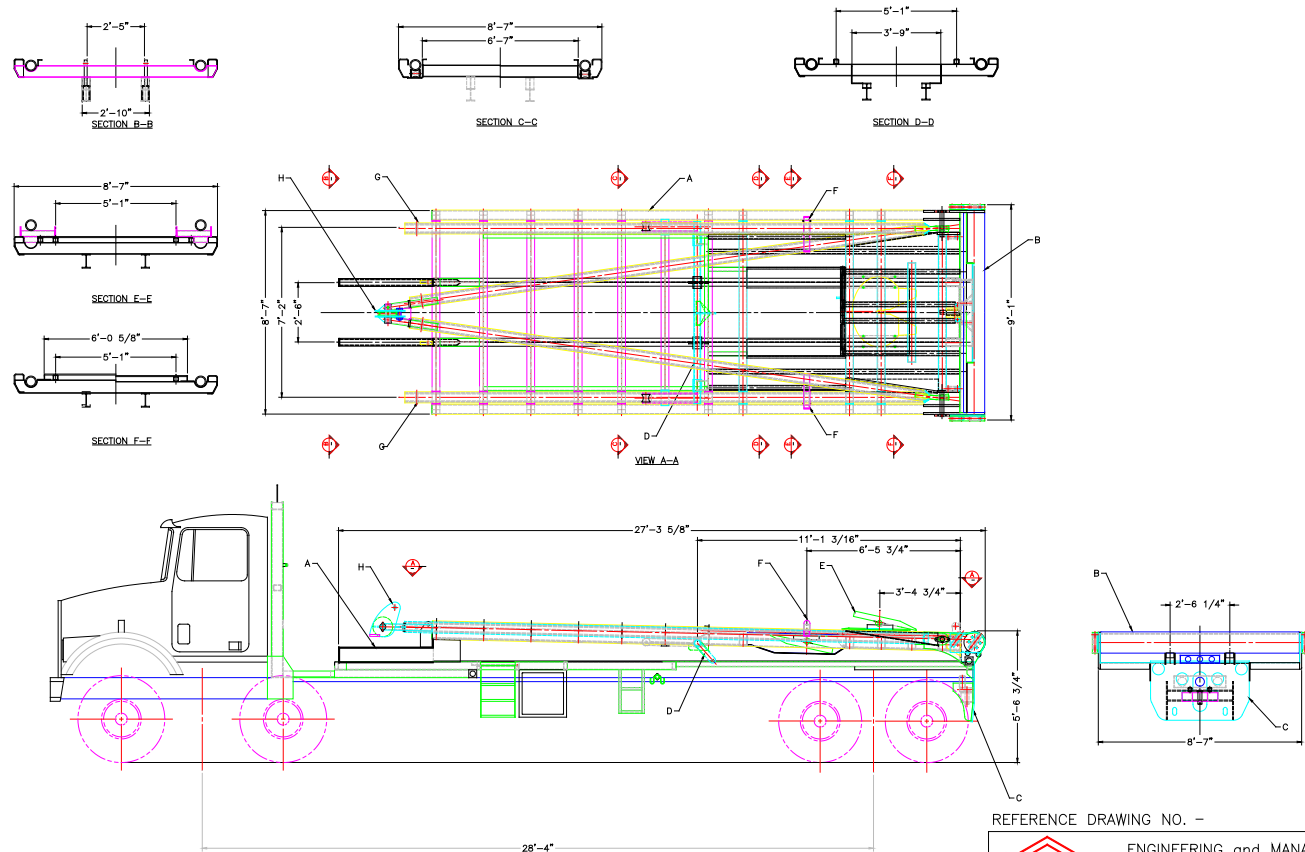 2'-5"
2'-10"
SECTION B-B
8'-7"
6'-7"
SECTION C-C
5'-1"
3'-9"
SECTION D-D
8'-7"
5'-1"
SECTION E-E
6'-0 5/8"
5'-1"
SECTION F-F
H
G
A
F
B
8'-7"
7'-2"
2'-6"
9'-1"
G
D
F
VIEW A-A
27'-3 5/8"
11'-1 3/16"
6'-5 3/4"
3'-4 3/4"
A
H
A
F
E
A
D
5'-6 3/4"
C
28'-4"
B
2'-6 1/4"
C
8'-7"
REFERENCE DRAWING NO. -
ENGINEERING and MANA